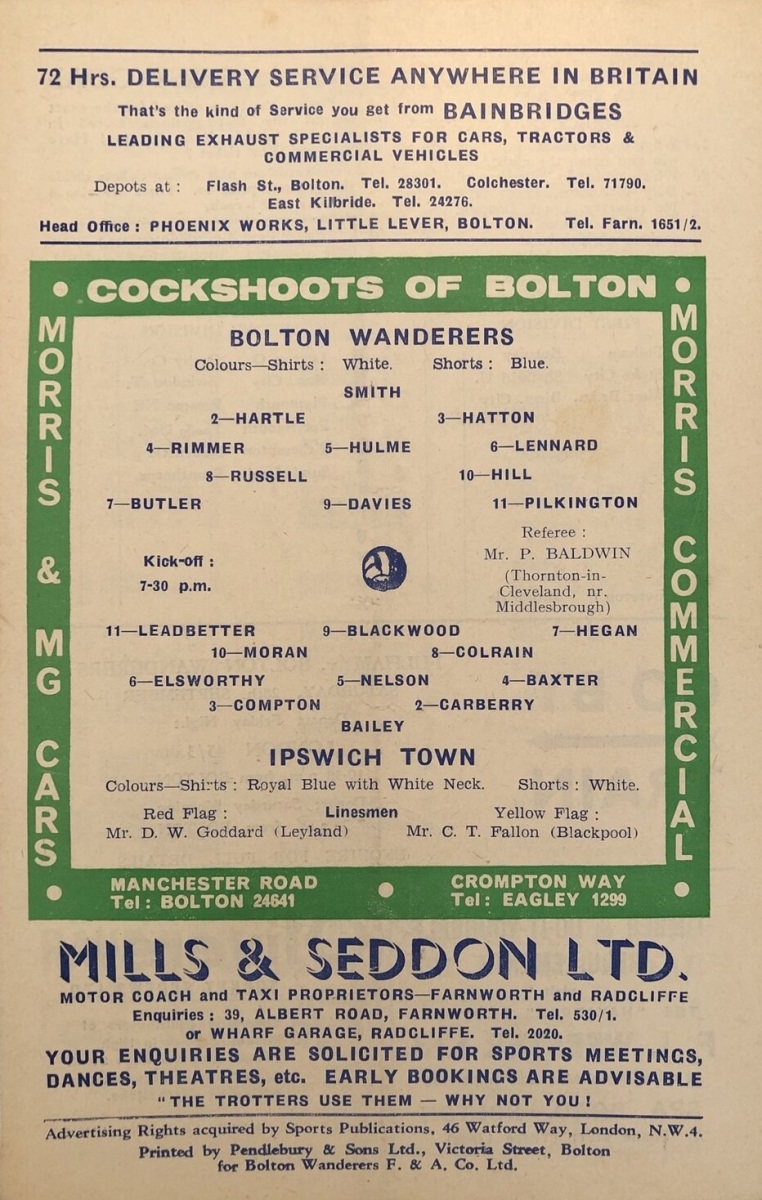 72 Hrs. DELIVERY SERVICE ANYWHERE IN BRITAIN
That's the kind of Service you get from BAINBRIDGES
LEADING EXHAUST SPECIALISTS FOR CARS, TRACTORS &
COMMERCIAL VEHICLES
Depots at : Flash St., Bolton. Tel. 28301. Colchester. Tel. 71790.
East Kilbride. Tel. 24276.
Head Office : PHOENIX WORKS, LITTLE LEVER, BOLTON. Tel. Farn. 1651/2.
• COCKSHOOTS OF BOLTON •
MORRIS & MG CARS
MORRIS COMMERCIAL
BOLTON WANDERERS
Colours—Shirts : White. Shorts : Blue.
SMITH
2—HARTLE 3—HATTON
4—RIMMER 5—HULME 6—LENNARD
8—RUSSELL 10—HILL
7—BUTLER 9—DAVIES 11—PILKINGTON
Kick-off :
7-30 p.m.
Referee :
Mr. P. BALDWIN
(Thornton-in-
Cleveland, nr.
Middlesbrough)
11—LEADBETTER 9—BLACKWOOD 7—HEGAN
10—MORAN 8—COLRAIN
6—ELSWORTHY 5—NELSON 4—BAXTER
3—COMPTON 2—CARBERRY
BAILEY
IPSWICH TOWN
Colours—Shirts : Royal Blue with White Neck. Shorts : White.
Red Flag : Linesmen Yellow Flag :
Mr. D. W. Goddard (Leyland) Mr. C. T. Fallon (Blackpool)
• MANCHESTER ROAD • CROMPTON WAY •
Tel: BOLTON 24641 Tel: EAGLEY 1299
MILLS & SEDDON LTD.
MOTOR COACH and TAXI PROPRIETORS—FARNWORTH and RADCLIFFE
Enquiries : 39, ALBERT ROAD, FARNWORTH. Tel. 530/1.
or WHARF GARAGE, RADCLIFFE. Tel. 2020.
YOUR ENQUIRIES ARE SOLICITED FOR SPORTS MEETINGS,
DANCES, THEATRES, etc. EARLY BOOKINGS ARE ADVISABLE
"THE TROTTERS USE THEM — WHY NOT YOU!
Advertising Rights acquired by Sports Publications, 46 Watford Way, London, N.W.4.
Printed by Pendlebury & Sons Ltd., Victoria Street, Bolton
for Bolton Wanderers F. & A. Co. Ltd.